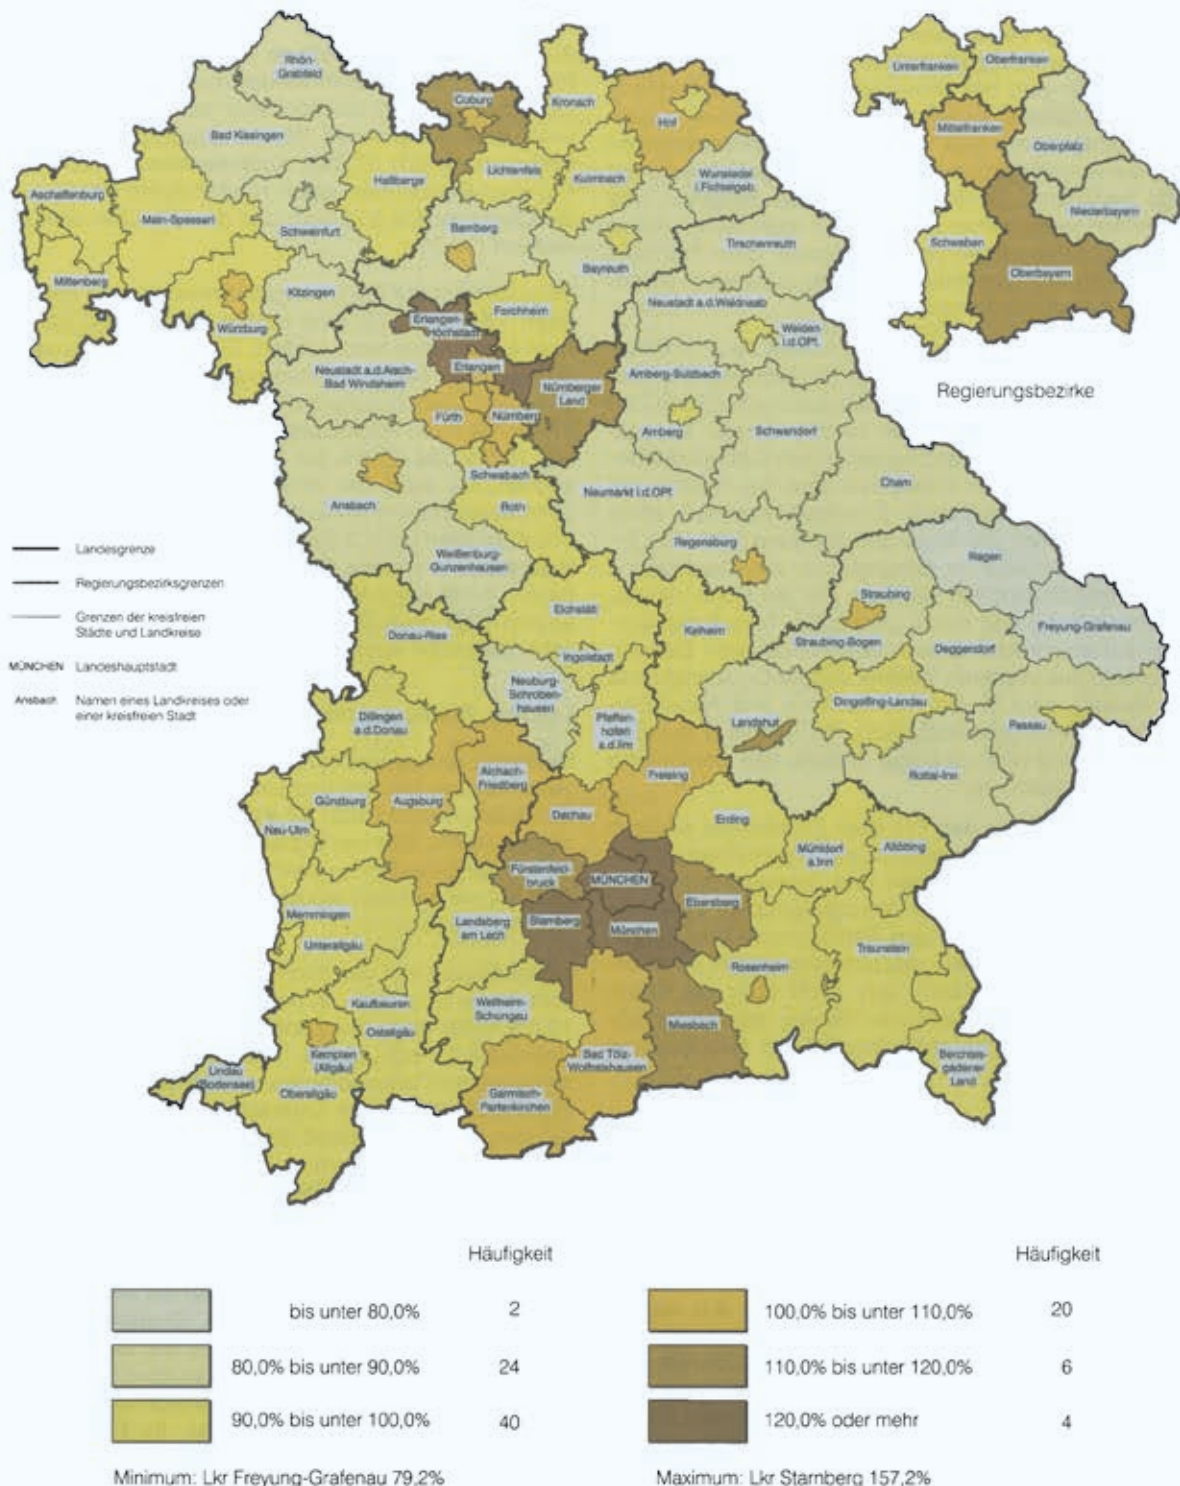 Rhön-
Grabfeld
Bad Kissingen
Coburg
Kronach
Hof
Lichtenfels
Kulmbach
Wunsiedel
i.Fichtelgeb.
Haßberge
Aschaffenburg
Main-Spessart
Schweinfurt
Bamberg
Bayreuth
Tirschenreuth
Miltenberg
Würzburg
Kitzingen
Erlangen-
Höchstadt
Forchheim
Neustadt a.d.Waldnaab
Weiden
i.d.OPf.
Neustadt a.d.Aisch-
Bad Windsheim
Erlangen
Nürnberger
Land
Amberg-Sulzbach
Fürth
Nürnberg
Amberg
Schwandorf
Schwabach
Ansbach
Roth
Neumarkt i.d.OPf.
Cham
Weißenburg-
Gunzenhausen
Regensburg
Regen
Straubing
Freyung-Grafenau
Straubing-Bogen
Deggendorf
Eichstätt
Donau-Ries
Kelheim
Ingolstadt
Neuburg-
Schroben-
hausen
Pfaffen-
hofen
a.d.Ilm
Dingolfing-Landau
Landshut
Passau
Dillingen
a.d.Donau
Rottal-Inn
Aichach-
Friedberg
Freising
Günzburg
Augsburg
Dachau
Erding
Neu-Ulm
Mühldorf
a.Inn
Altötting
Fürstenfeld-
bruck
MÜNCHEN
Ebersberg
Memmingen
Landsberg
am Lech
Starnberg
München
Unterallgäu
Traunstein
Rosenheim
Kaufbeuren
Weilheim-
Schongau
Ostallgäu
Miesbach
Kempten
(Allgäu)
Bad Tölz-
Wolfratshausen
Lindau
(Bodensee)
Oberallgäu
Garmisch-
Partenkirchen
Berchtes-
gadener
Land
Unterfranken
Oberfranken
Mittelfranken
Oberpfalz
Niederbayern
Schwaben
Oberbayern
Regierungsbezirke
Landesgrenze
Regierungsbezirksgrenzen
Grenzen der kreisfreien
Städte und Landkreise
MÜNCHEN Landeshauptstadt
Ansbach Namen eines Landkreises oder
einer kreisfreien Stadt
Häufigkeit
bis unter 80,0% 2
80,0% bis unter 90,0% 24
90,0% bis unter 100,0% 40
Minimum: Lkr Freyung-Grafenau 79,2%
Häufigkeit
100,0% bis unter 110,0% 20
110,0% bis unter 120,0% 6
120,0% oder mehr 4
Maximum: Lkr Starnberg 157,2%